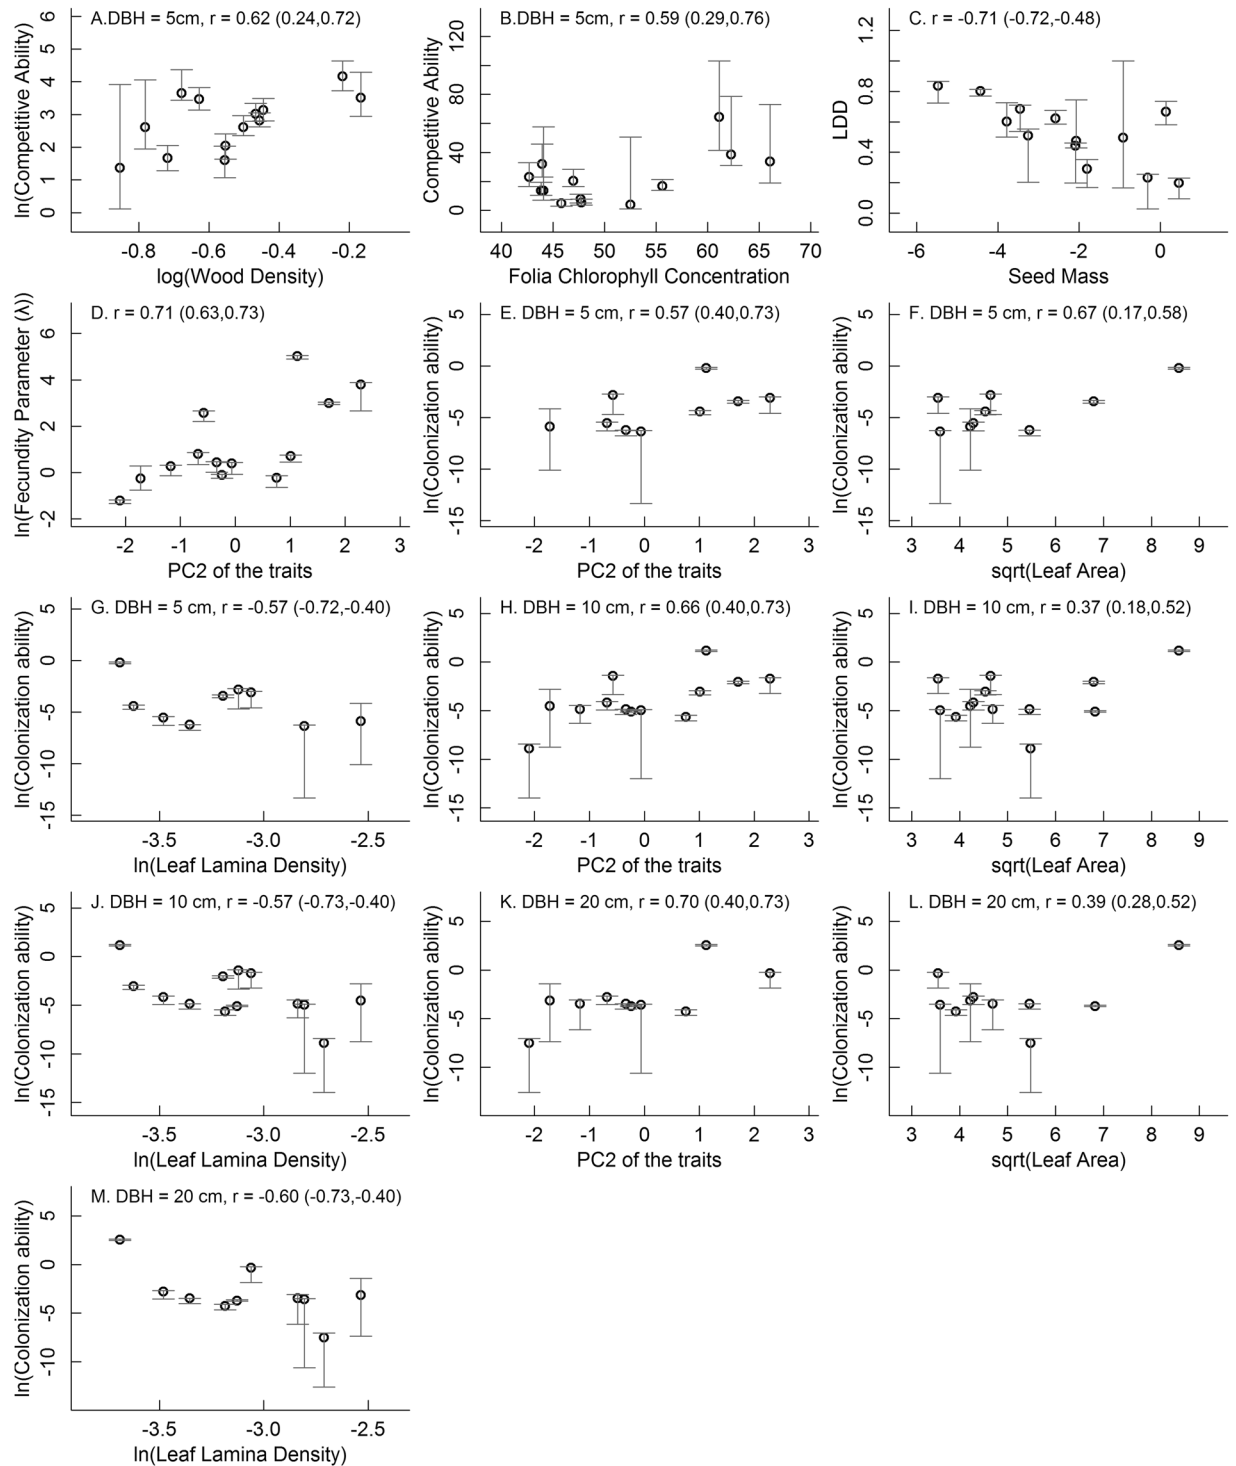 A.DBH = 5cm, r = 0.62 (0.24,0.72)
ln(Competitive Ability)
0 1 2 3 4 5 6
-0.8 -0.6 -0.4 -0.2
log(Wood Density)
B.DBH = 5cm, r = 0.59 (0.29,0.76)
Competitive Ability
0 40 80 120
40 45 50 55 60 65 70
Folia Chlorophyll Concentration
C. r = -0.71 (-0.72,-0.48)
LDD
0.0 0.4 0.8 1.2
-6 -4 -2 0
Seed Mass
D. r = 0.71 (0.63,0.73)
ln(Fecundity Parameter (λ))
-2 0 2 4 6
-2 -1 0 1 2 3
PC2 of the traits
E. DBH = 5 cm, r = 0.57 (0.40,0.73)
ln(Colonization ability)
-15 -10 -5 0 5
-2 -1 0 1 2 3
PC2 of the traits
F. DBH = 5 cm, r = 0.67 (0.17,0.58)
ln(Colonization ability)
-15 -10 -5 0 5
3 4 5 6 7 8 9
sqrt(Leaf Area)
G. DBH = 5 cm, r = -0.57 (-0.72,-0.40)
ln(Colonization ability)
-15 -10 -5 0 5
-3.5 -3.0 -2.5
ln(Leaf Lamina Density)
H. DBH = 10 cm, r = 0.66 (0.40,0.73)
ln(Colonization ability)
-15 -10 -5 0 5
-2 -1 0 1 2 3
PC2 of the traits
I. DBH = 10 cm, r = 0.37 (0.18,0.52)
ln(Colonization ability)
-15 -10 -5 0 5
3 4 5 6 7 8 9
sqrt(Leaf Area)
J. DBH = 10 cm, r = -0.57 (-0.73,-0.40)
ln(Colonization ability)
-15 -10 -5 0 5
-3.5 -3.0 -2.5
ln(Leaf Lamina Density)
K. DBH = 20 cm, r = 0.70 (0.40,0.73)
ln(Colonization ability)
-10 -5 0 5
-2 -1 0 1 2 3
PC2 of the traits
L. DBH = 20 cm, r = 0.39 (0.28,0.52)
ln(Colonization ability)
-10 -5 0 5
3 4 5 6 7 8 9
sqrt(Leaf Area)
M. DBH = 20 cm, r = -0.60 (-0.73,-0.40)
ln(Colonization ability)
-10 -5 0 5
-3.5 -3.0 -2.5
ln(Leaf Lamina Density)